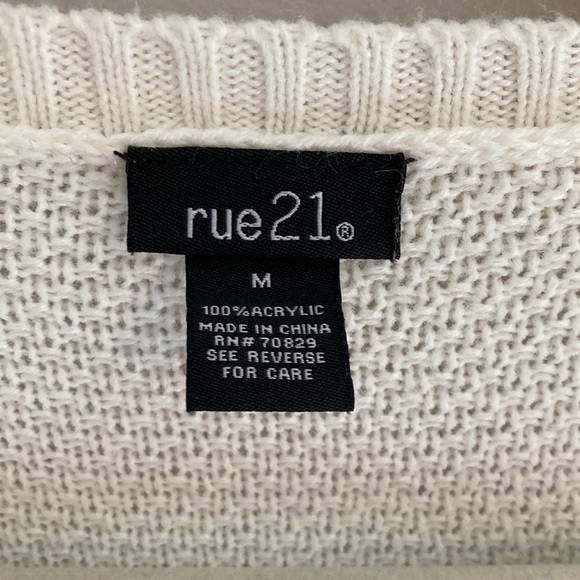 rue21®
M
100% ACRYLIC
MADE IN CHINA
RN# 70829
SEE REVERSE
FOR CARE